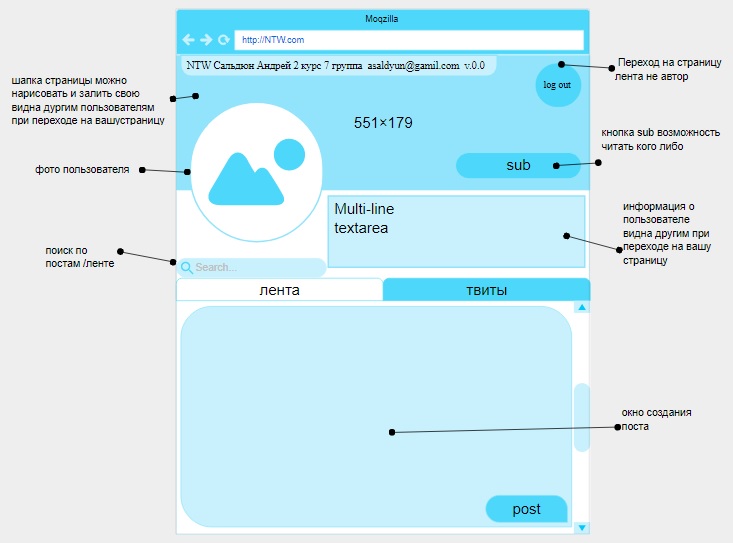 Moqzilla
http://NTW.com
NTW Сальдюн Андрей 2 курс 7 группа asaldyun@gamil.com v.0.0
log out
551×179
sub
Multi-line
textarea
Search...
лента
твиты
post
шапка страницы можно
нарисовать и залить свою
видна дургим пользователям
при переходе на вашустраницу
фото пользователя
поиск по
постам /ленте
Переход на страницу
лента не автор
кнопка sub возможность
читать кого либо
информация о
пользователе
видна другим при
переходе на вашу
страницу
окно создания
поста